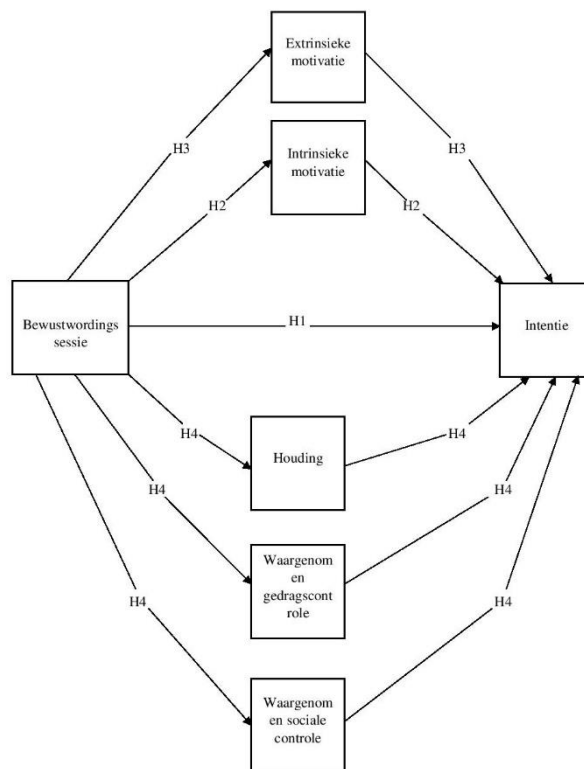 Extrinsieke
motivatie
H3
H3
Intrinsieke
motivatie
H2
H2
Bewustwordings
sessie
H1
Intentie
H4
Houding
H4
H4
Waargenom
en
gedragscont
role
H4
H4
Waargenom
en sociale
controle
H4